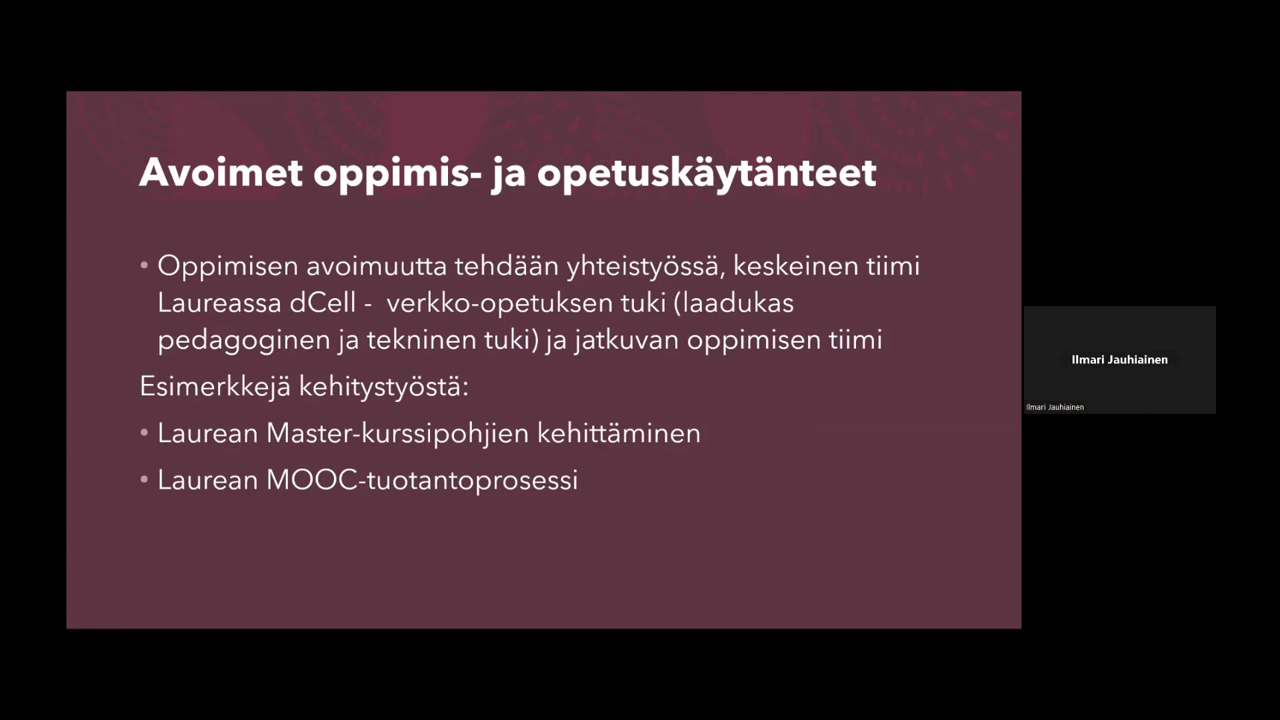 Avoimet oppimis- ja opetuskäytänteet
• Oppimisen avoimuutta tehdään yhteistyössä, keskeinen tiimi
Laureassa dCell - verkko-opetuksen tuki (laadukas
pedagoginen ja tekninen tuki) ja jatkuvan oppimisen tiimi
Esimerkkejä kehitystyöstä:
• Laurean Master-kurssipohjien kehittäminen
• Laurean MOOC-tuotantoprosessi
Ilmari Jauhiainen
Ilmari Jauhiainen